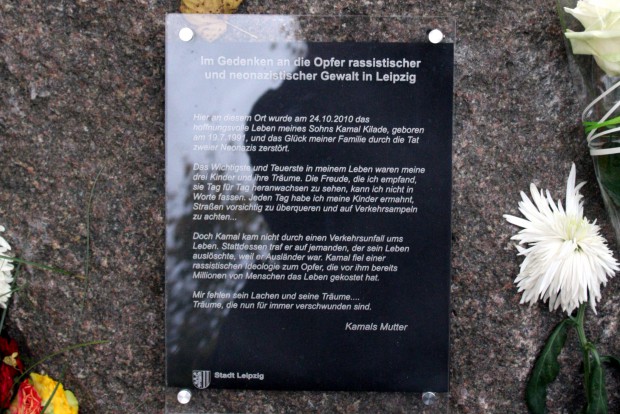 Im Gedenken an die Opfer rassistischer
und neonazistischer Gewalt in Leipzig
Hier an diesem Ort wurde am 24.10.2010 das
hoffnungsvolle Leben meines Sohns Kamal Kilade, geboren
am 19.7.1991, und das Glück meiner Familie durch die Tat
zweier Neonazis zerstört.
Das Wichtigste und Teuerste in meinem Leben waren meine
drei Kinder und ihre Träume. Die Freude, die ich empfand,
sie Tag für Tag heranwachsen zu sehen, kann ich nicht in
Worte fassen. Jeden Tag habe ich meine Kinder ermahnt,
Straßen vorsichtig zu überqueren und auf Verkehrsampeln
zu achten...
Doch Kamal kam nicht durch einen Verkehrsunfall ums
Leben. Stattdessen traf er auf jemanden, der sein Leben
auslöschte, weil er Ausländer war. Kamal fiel einer
rassistischen Ideologie zum Opfer, die vor ihm bereits
Millionen von Menschen das Leben gekostet hat.
Mir fehlen sein Lachen und seine Träume....
Träume, die nun für immer verschwunden sind.
Kamals Mutter
Stadt Leipzig